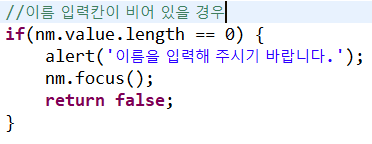 //이름 입력칸이 비어 있을 경우
if(nm.value.length == 0) {
    alert('이름을 입력해 주시기 바랍니다.');
    nm.focus();
    return false;
}